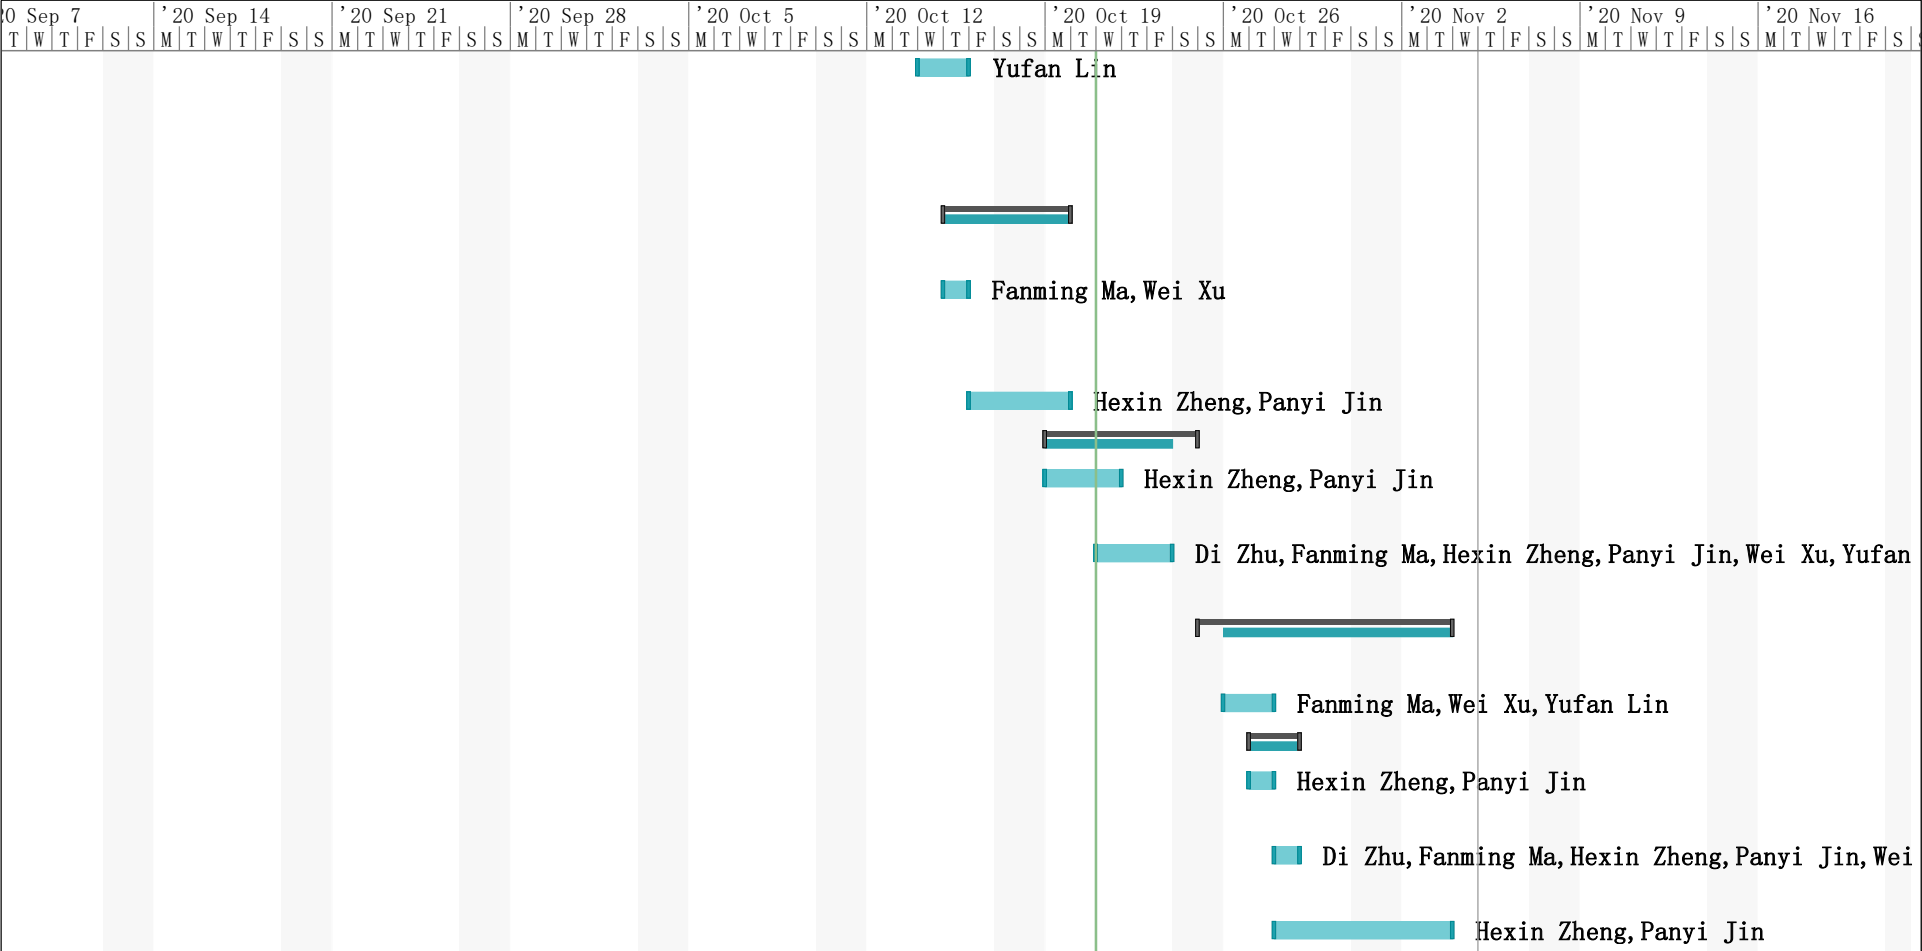 0 Sep 7 '20 Sep 14 '20 Sep 21 '20 Sep 28 '20 Oct 5 '20 Oct 12 '20 Oct 19 '20 Oct 26 '20 Nov 2 '20 Nov 9 '20 Nov 16
T W T F S S M T W T F S S M T W T F S S M T W T F S S M T W T F S S M T W T F S S M T W T F S S M T W T F S S M T W T F S S M T W T F S S M T W T F S
Yufan Lin
Fanming Ma,Wei Xu
Hexin Zheng,Panyi Jin
Hexin Zheng,Panyi Jin
Di Zhu,Fanming Ma,Hexin Zheng,Panyi Jin,Wei Xu,Yufan
Fanming Ma,Wei Xu,Yufan Lin
Hexin Zheng,Panyi Jin
Di Zhu,Fanming Ma,Hexin Zheng,Panyi Jin,Wei
Hexin Zheng,Panyi Jin